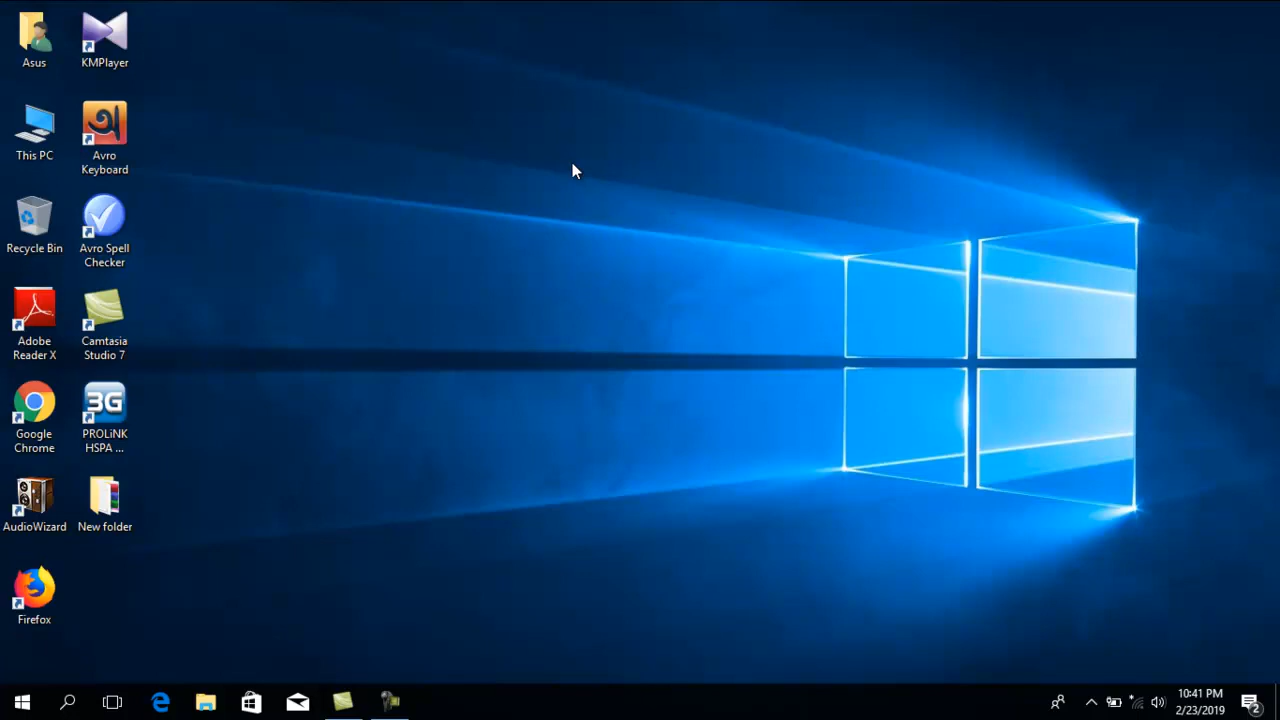 Asus
KMPlayer
This PC
অ
Avro
Keyboard
Recycle Bin
Avro Spell
Checker
Adobe
Reader X
Camtasia
Studio 7
Google
Chrome
3G
PROLiNK
HSPA ...
AudioWizard
New folder
Firefox
10:41 PM
2/23/2019
2